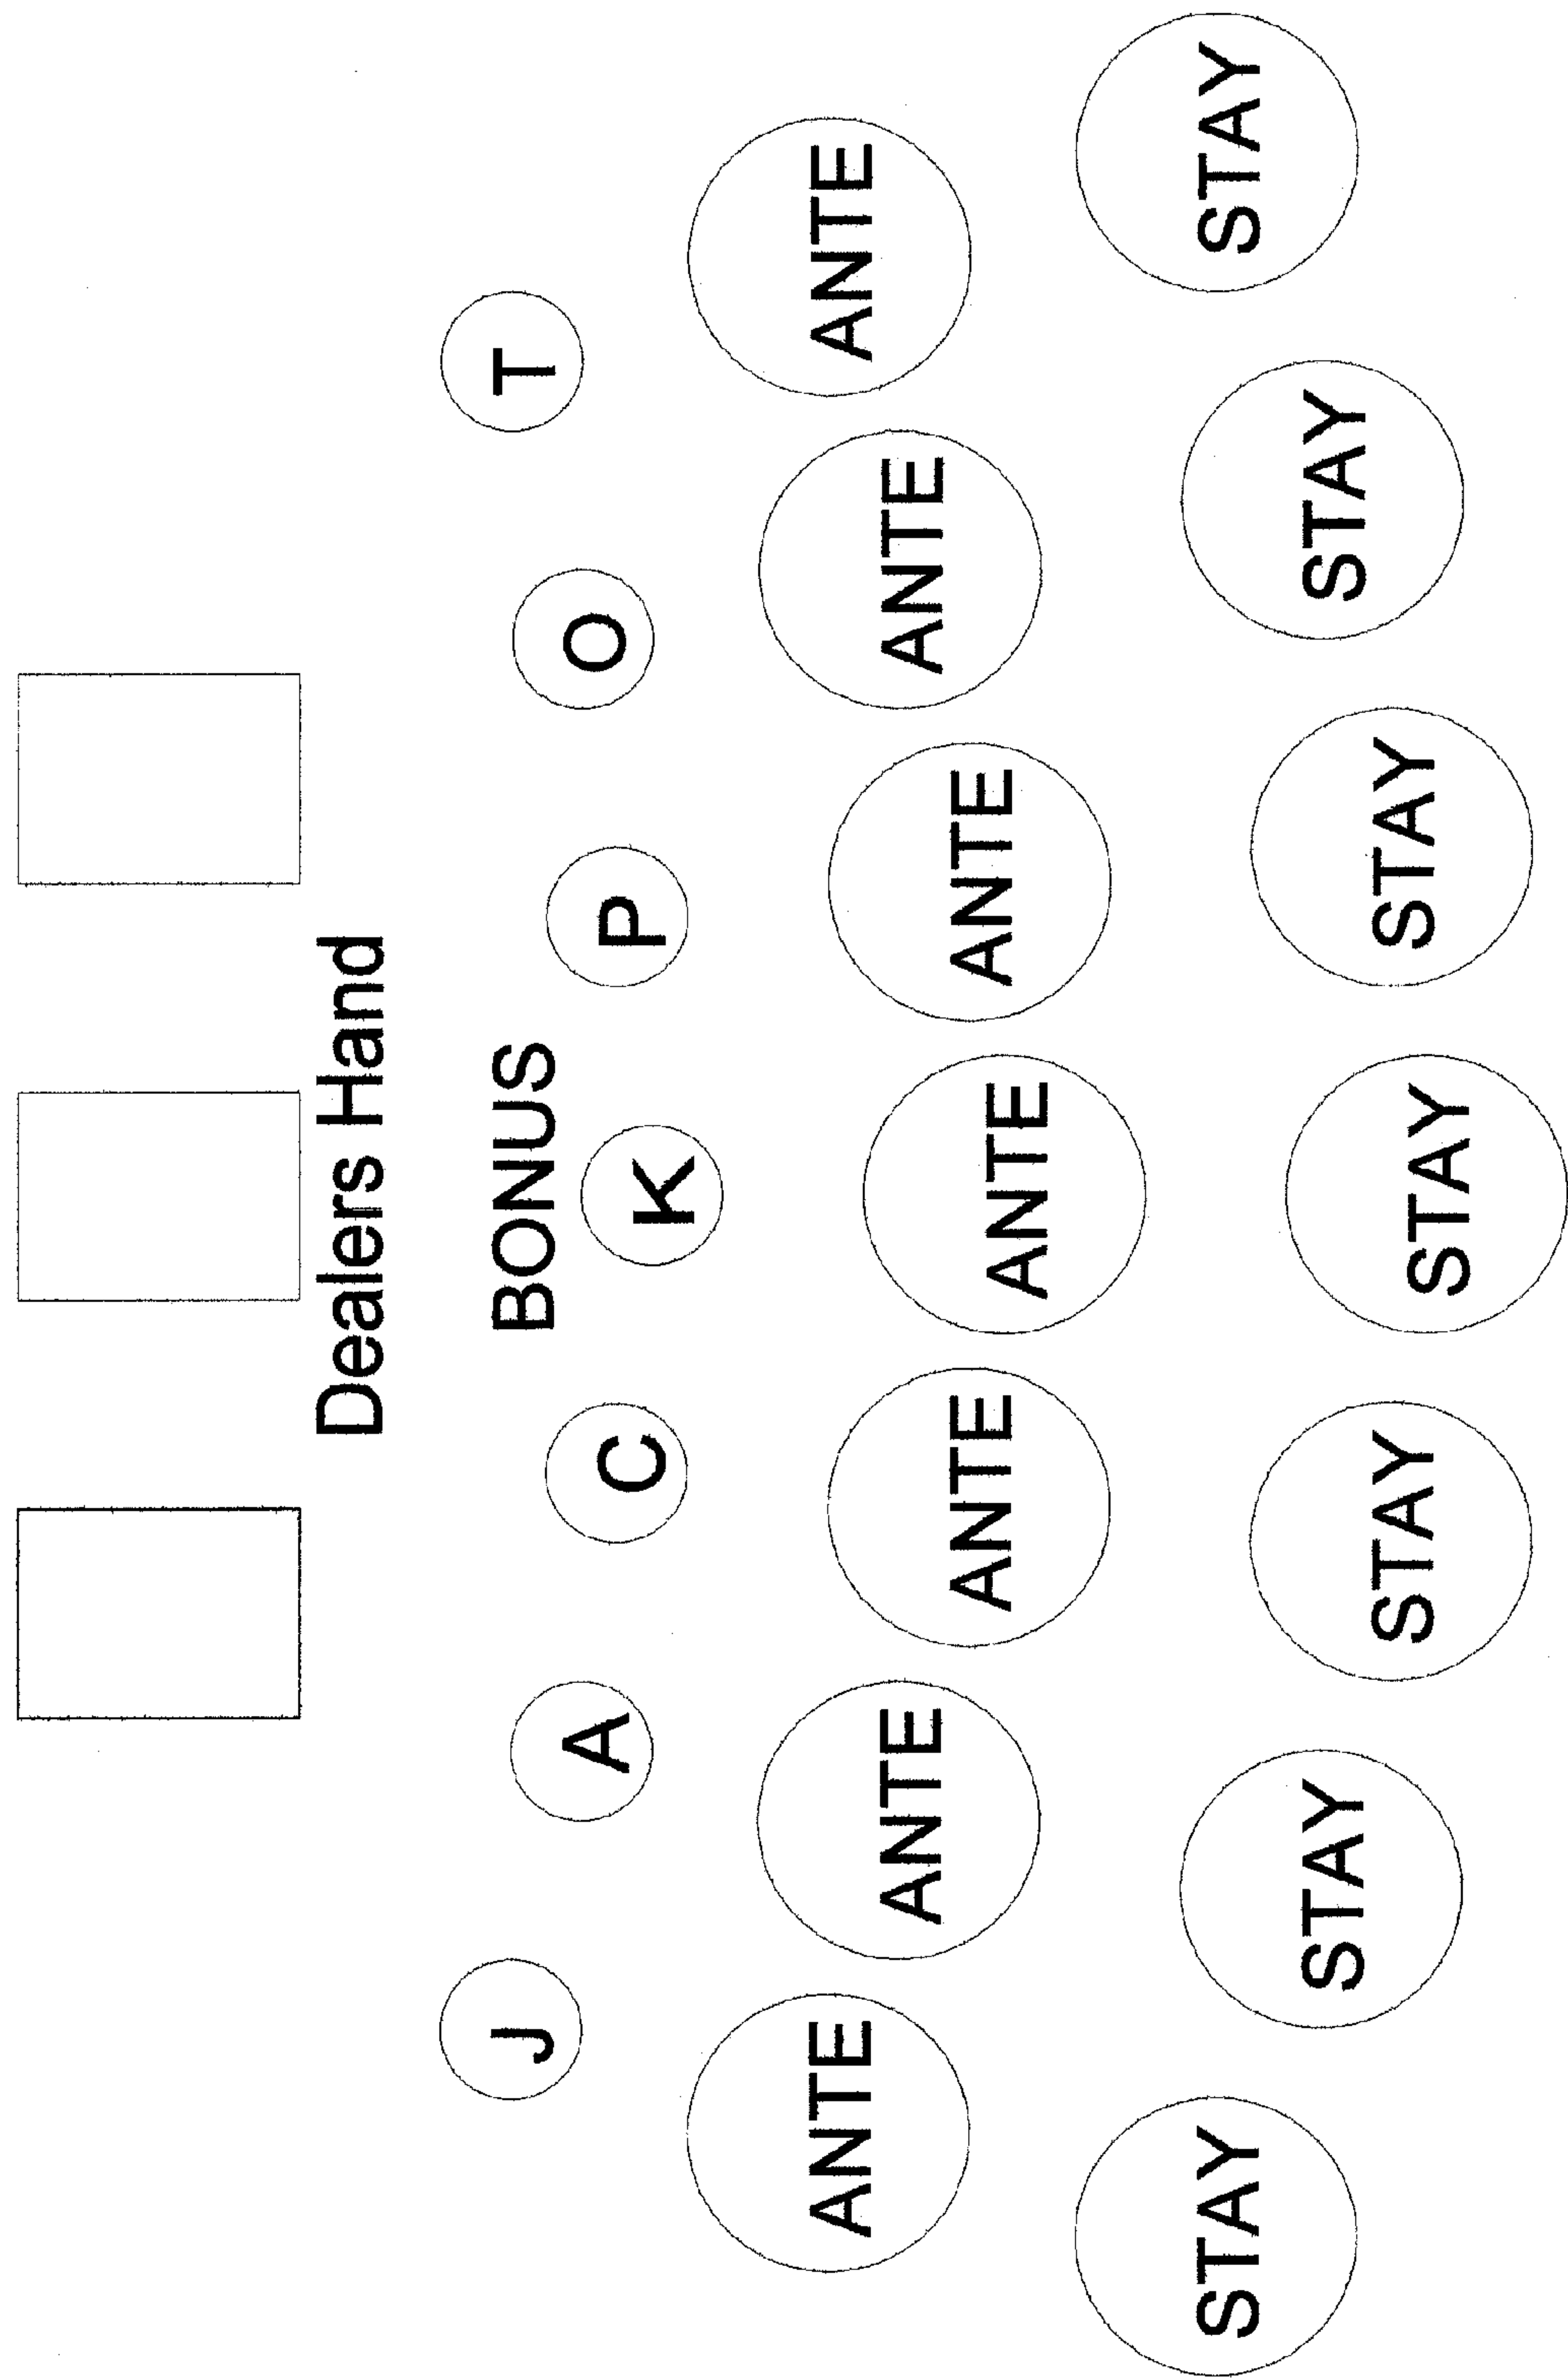 Dealers Hand
BONUS
J A C K P O T
ANTE ANTE ANTE ANTE ANTE ANTE ANTE
STAY STAY STAY STAY STAY STAY STAY